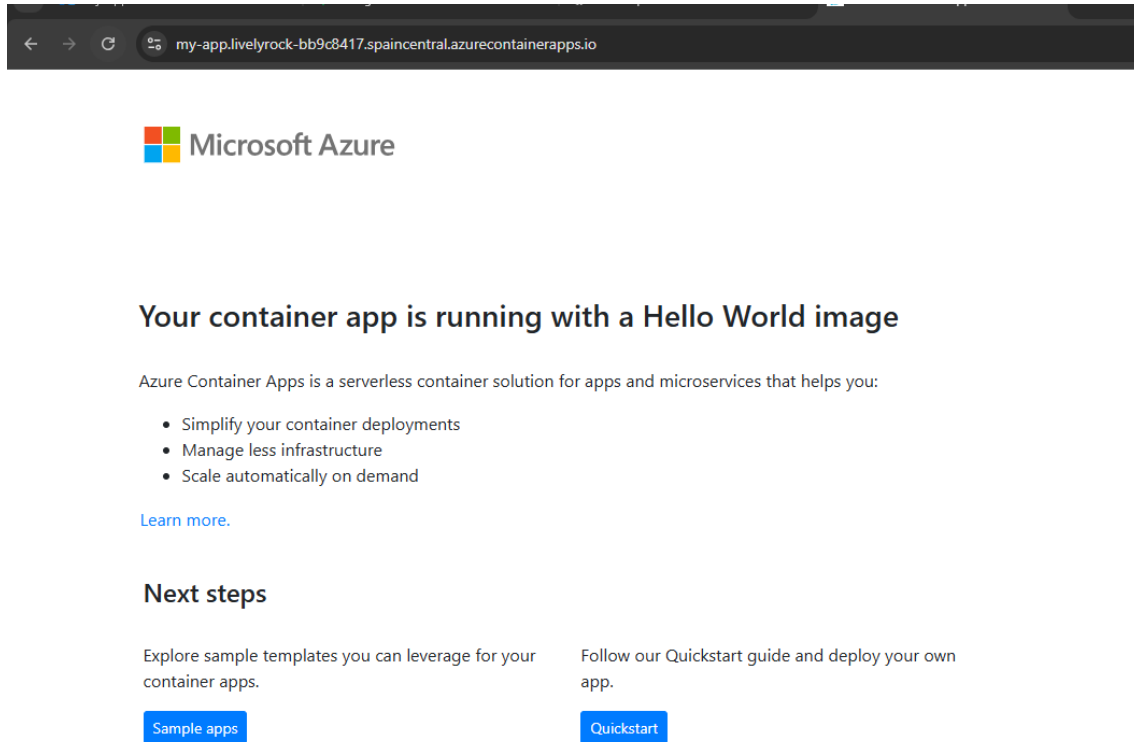 my-app.livelyrock-bb9c8417.spaincentral.azurecontainerapps.io
Microsoft Azure
Your container app is running with a Hello World image
Azure Container Apps is a serverless container solution for apps and microservices that helps you:
• Simplify your container deployments
• Manage less infrastructure
• Scale automatically on demand
Learn more.
Next steps
Explore sample templates you can leverage for your
container apps.
Sample apps
Follow our Quickstart guide and deploy your own
app.
Quickstart